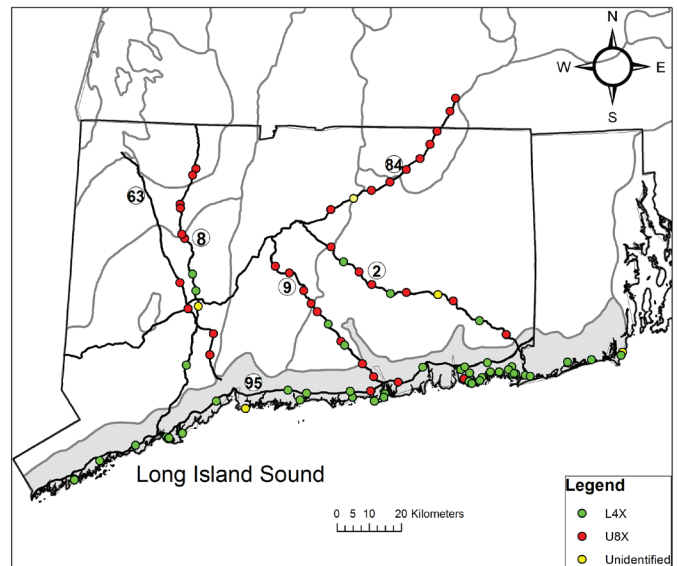 N
W E
S
84
63
8
2
9
95
Long Island Sound
0 5 10 20 Kilometers
Legend
L4X
U8X
Unidentified